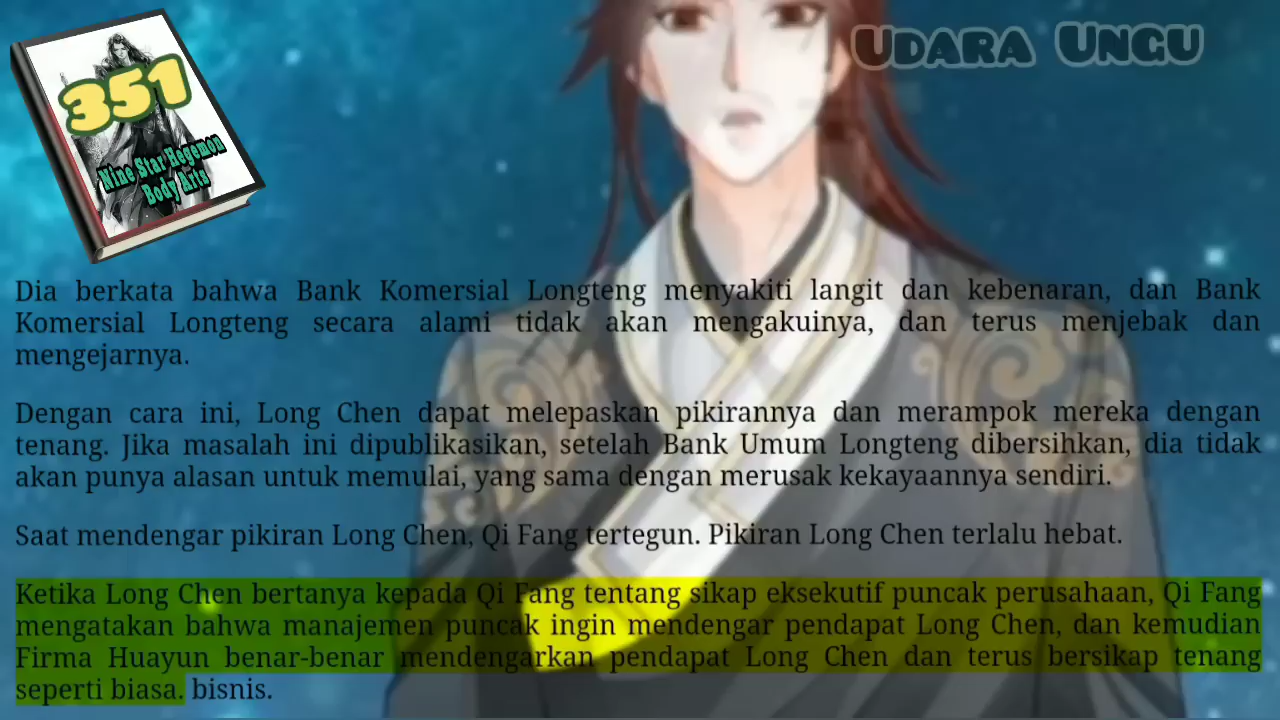 Udara Ungu
351
Nine Star Hegemon
Body Arts
Dia berkata bahwa Bank Komersial Longteng menyakiti langit dan kebenaran, dan Bank
Komersial Longteng secara alami tidak akan mengakuinya, dan terus menjebak dan
mengejarnya.
Dengan cara ini, Long Chen dapat melepaskan pikirannya dan merampok mereka dengan
tenang. Jika masalah ini dipublikasikan, setelah Bank Umum Longteng dibersihkan, dia tidak
akan punya alasan untuk memulai, yang sama dengan merusak kekayaannya sendiri.
Saat mendengar pikiran Long Chen, Qi Fang tertegun. Pikiran Long Chen terlalu hebat.
Ketika Long Chen bertanya kepada Qi Fang tentang sikap eksekutif puncak perusahaan, Qi Fang
mengatakan bahwa manajemen puncak ingin mendengar pendapat Long Chen, dan kemudian
Firma Huayun benar-benar mendengarkan pendapat Long Chen dan terus bersikap tenang
seperti biasa. bisnis.